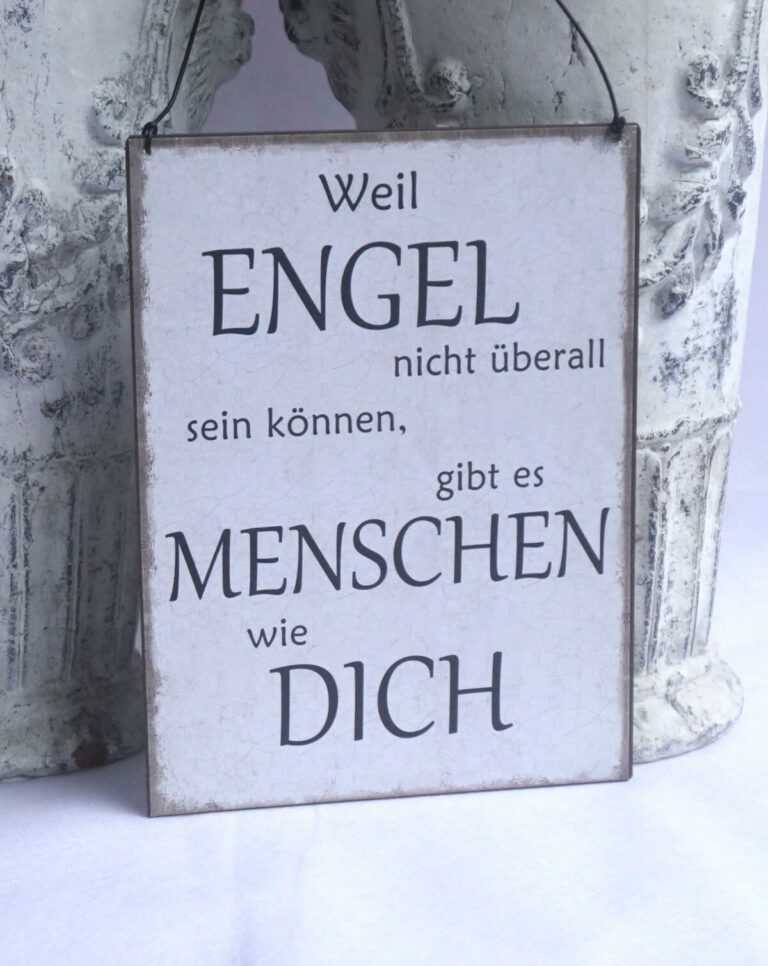 Weil
ENGEL
nicht überall
sein können,
gibt es
MENSCHEN
wie
DICH